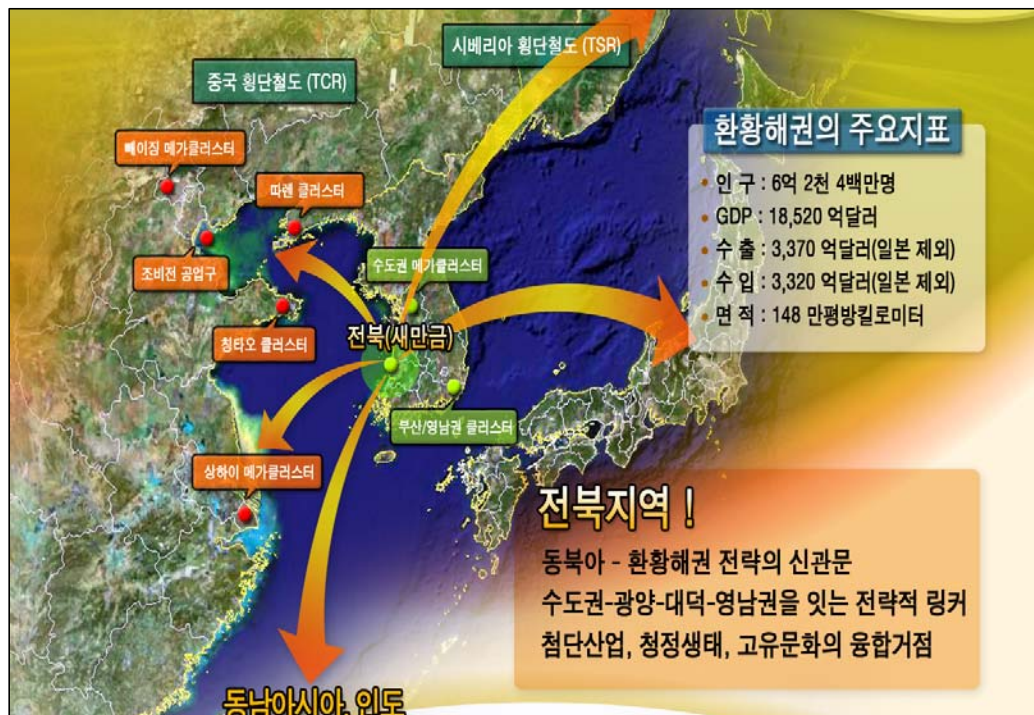 시베리아 횡단철도 (TSR)
중국 횡단철도 (TCR)
환황해권의 주요지표
• 인 구 : 6억 2천 4백만명
• GDP : 18,520 억달러
• 수 출 : 3,370 억달러(일본 제외)
• 수 입 : 3,320 억달러(일본 제외)
• 면 적 : 148 만평방킬로미터
뻬이징 메가클러스터
따렌 클러스터
조비전 공업구
수도권 메가클러스터
칭타오 클러스터
전북(새만금)
부산/영남권 클러스터
상하이 메가클러스터
전북지역 !
동북아 - 환황해권 전략의 신관문
수도권-광양-대덕-영남권을 잇는 전략적 링커
첨단산업, 청정생태, 고유문화의 융합거점
동남아시아, 인도